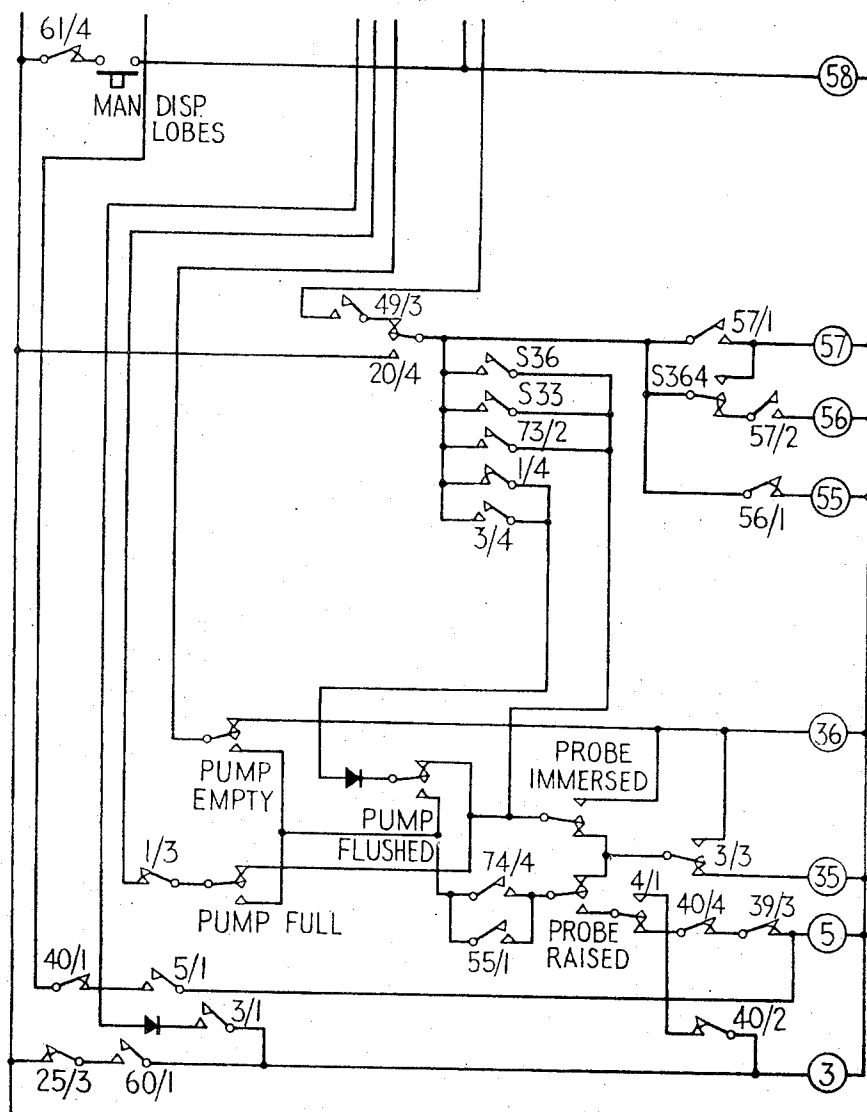 61/4
58
MAN DISP.
LOBES
49/3
57/1
57
20/4
S36
S364
S33
56
73/2
57/2
1/4
55
56/1
3/4
36
PROBE
IMMERSED
PUMP
EMPTY
PUMP
FLUSHED
1/3
3/3
74/4
35
4/1
40/4
39/3
PUMP FULL
5
PROBE
RAISED
55/1
40/1
5/1
3/1
40/2
3
25/3
60/1